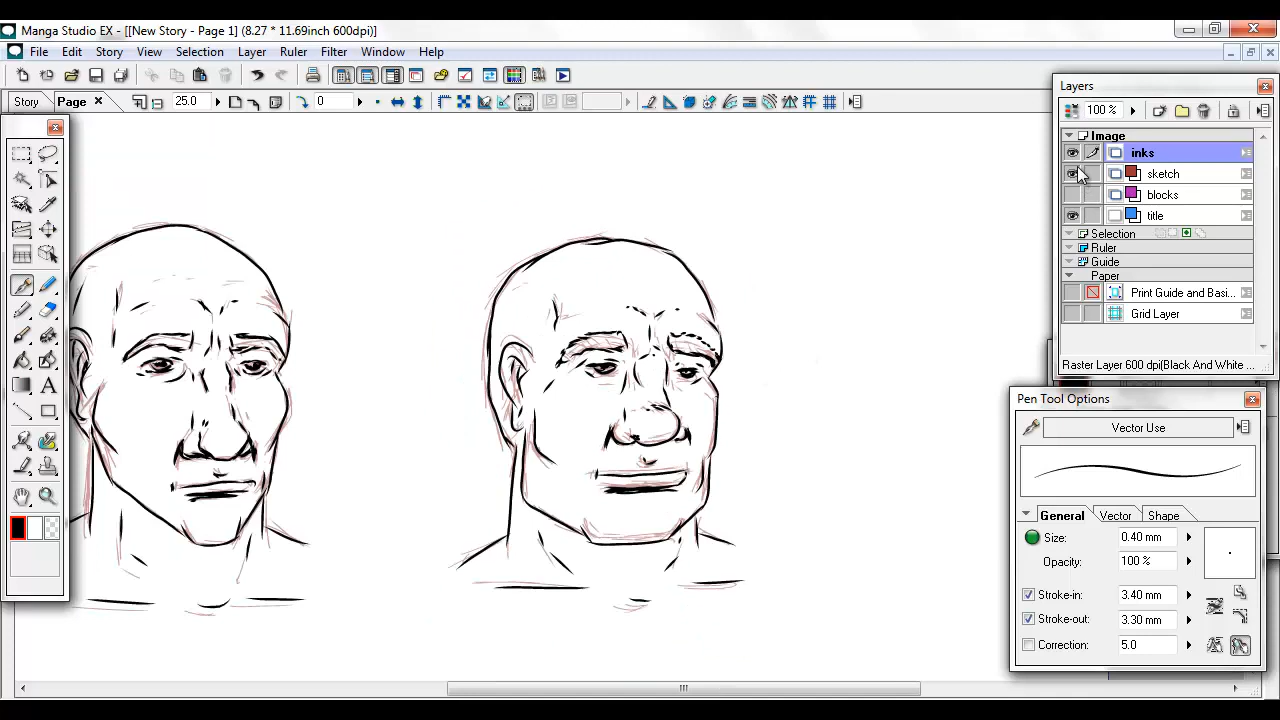 Manga Studio EX - [[New Story - Page 1] (8.27 * 11.69inch 600dpi)]
File Edit Story View Selection Layer Ruler Filter Window Help
Story Page 25.0 0
Layers
100 %
Image
inks
sketch
blocks
title
Selection
Ruler
Guide
Paper
Print Guide and Basi...
Grid Layer
Raster Layer 600 dpi(Black And White ...
Pen Tool Options
Vector Use
General Vector Shape
Size: 0.40 mm
Opacity: 100 %
Stroke-in: 3.40 mm
Stroke-out: 3.30 mm
Correction: 5.0